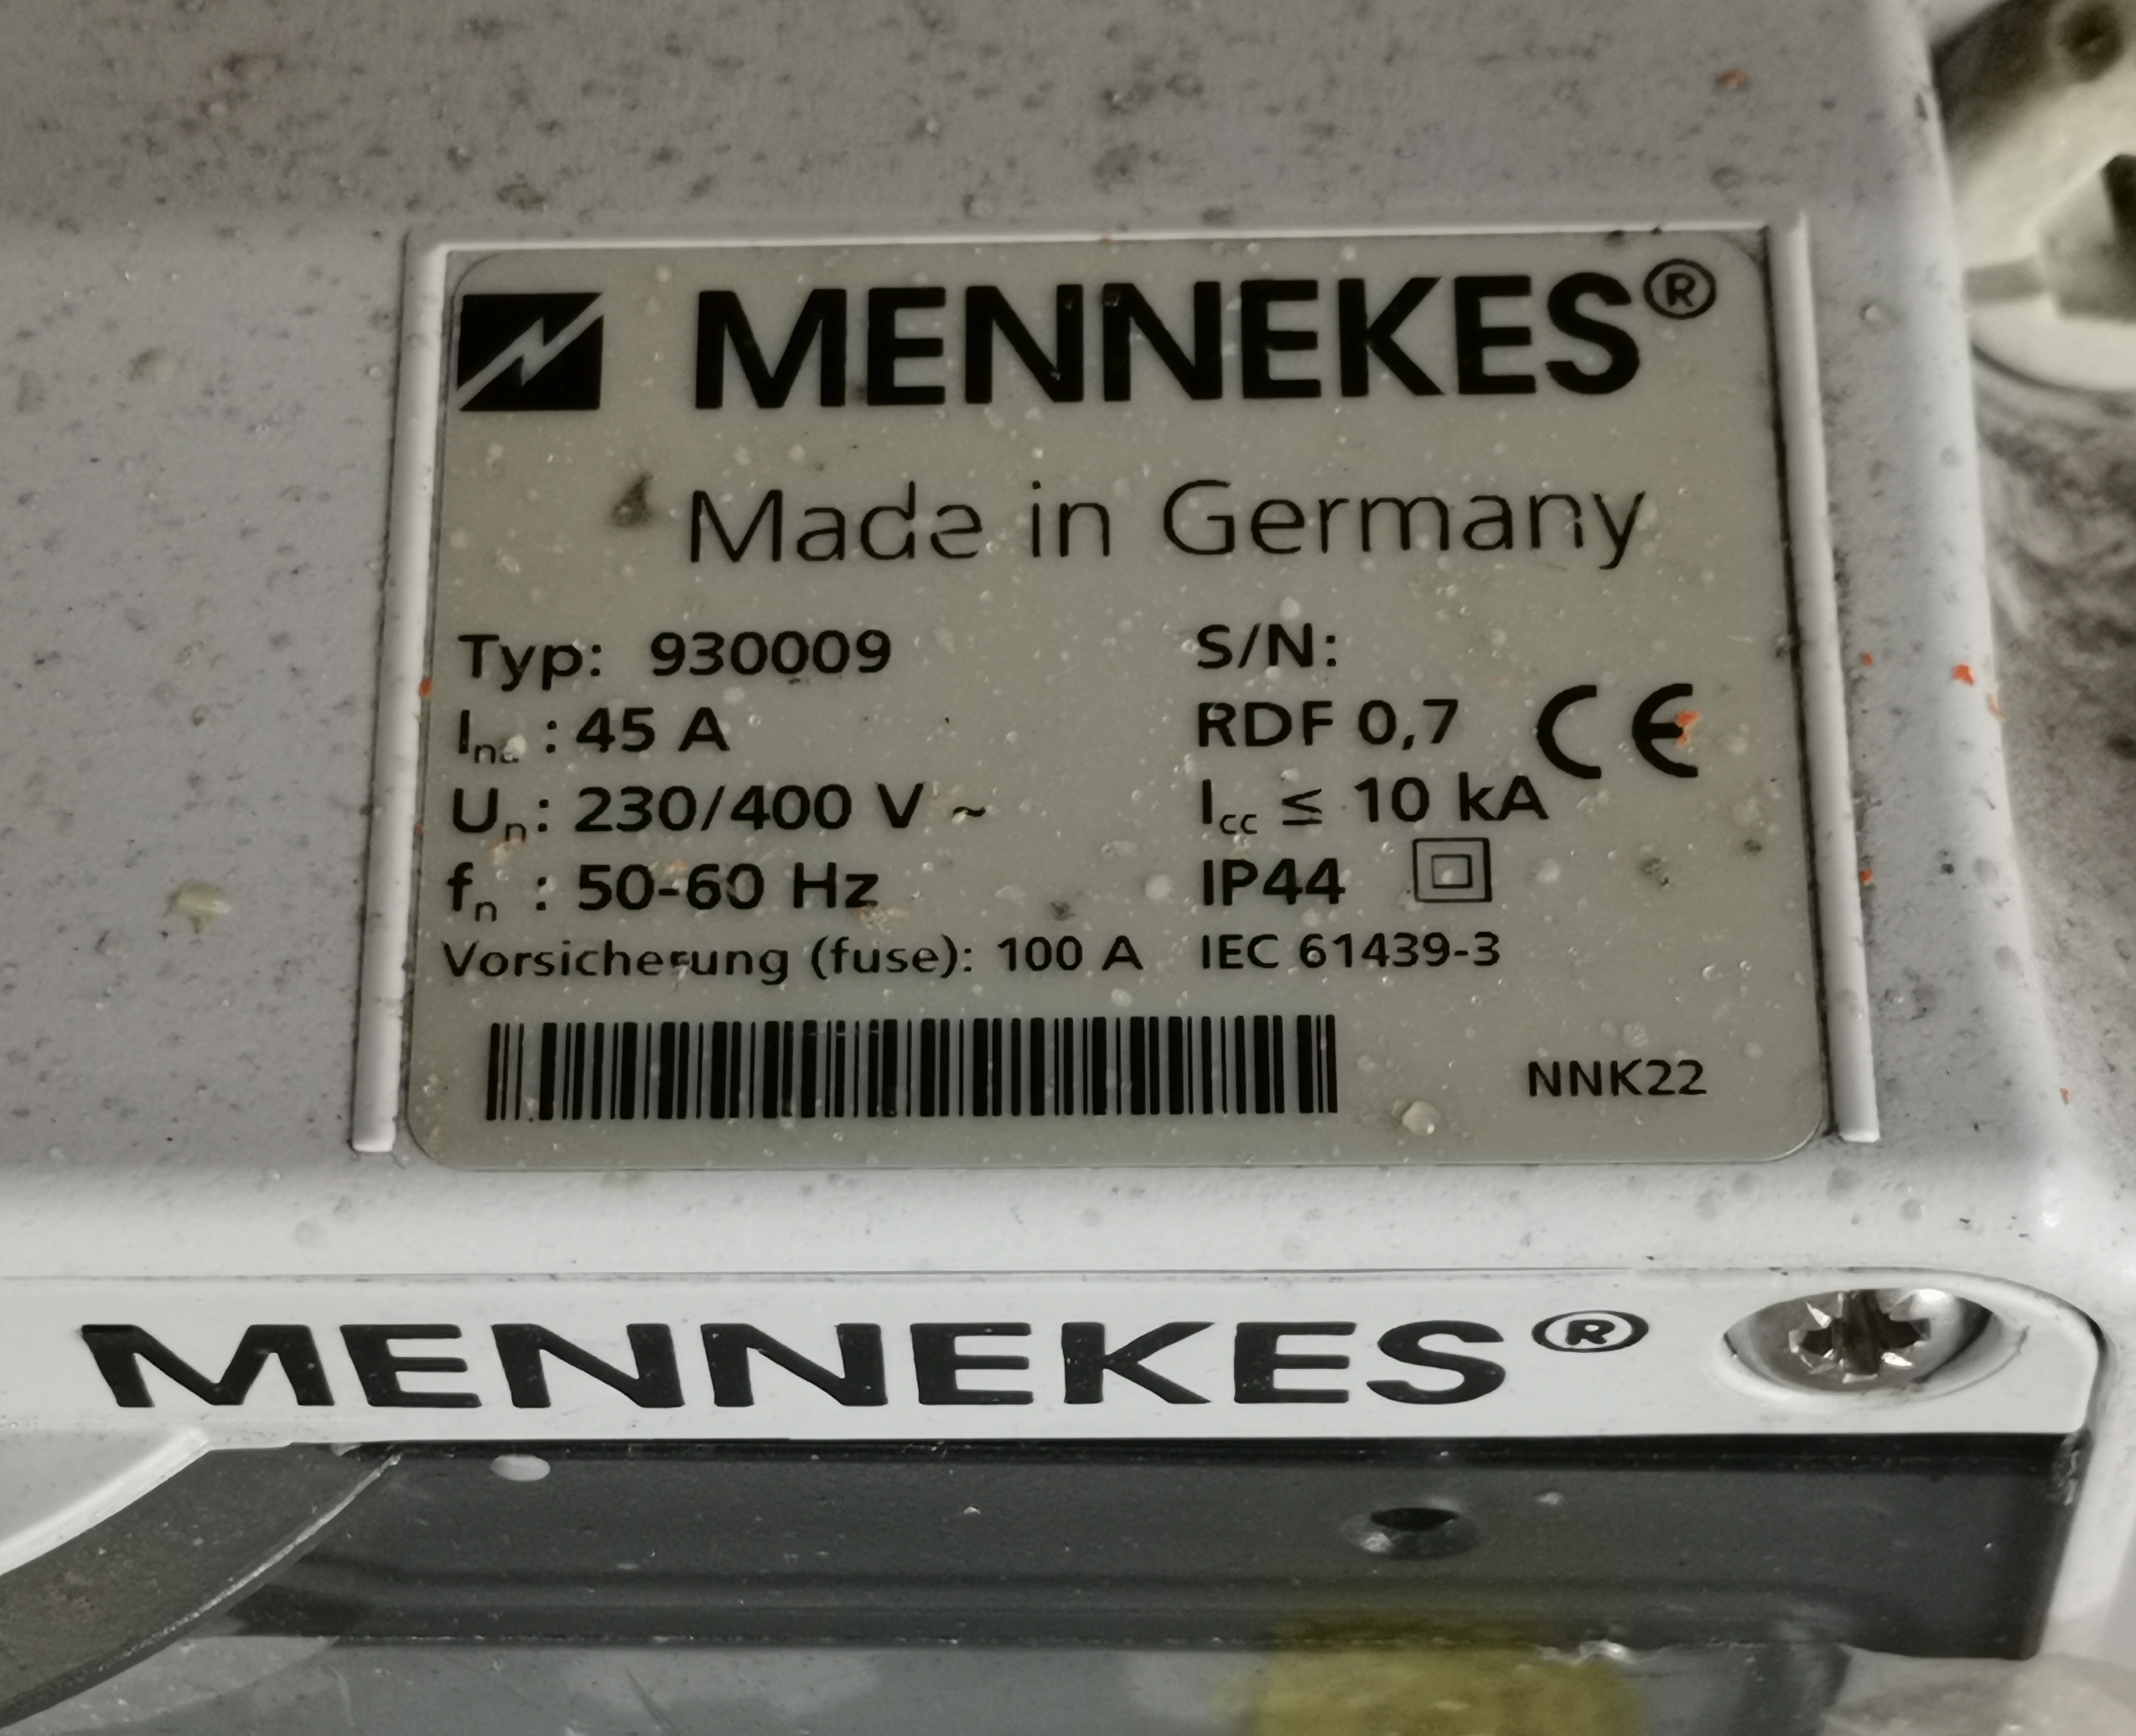 MENNEKES®
Made in Germany
Typ: 930009
S/N:
InA : 45 A
RDF 0,7 CE
Un: 230/400 V ~
Icc ≤ 10 kA
fn : 50-60 Hz
IP44
Vorsicherung (fuse): 100 A
IEC 61439-3
NNK22
MENNEKES®